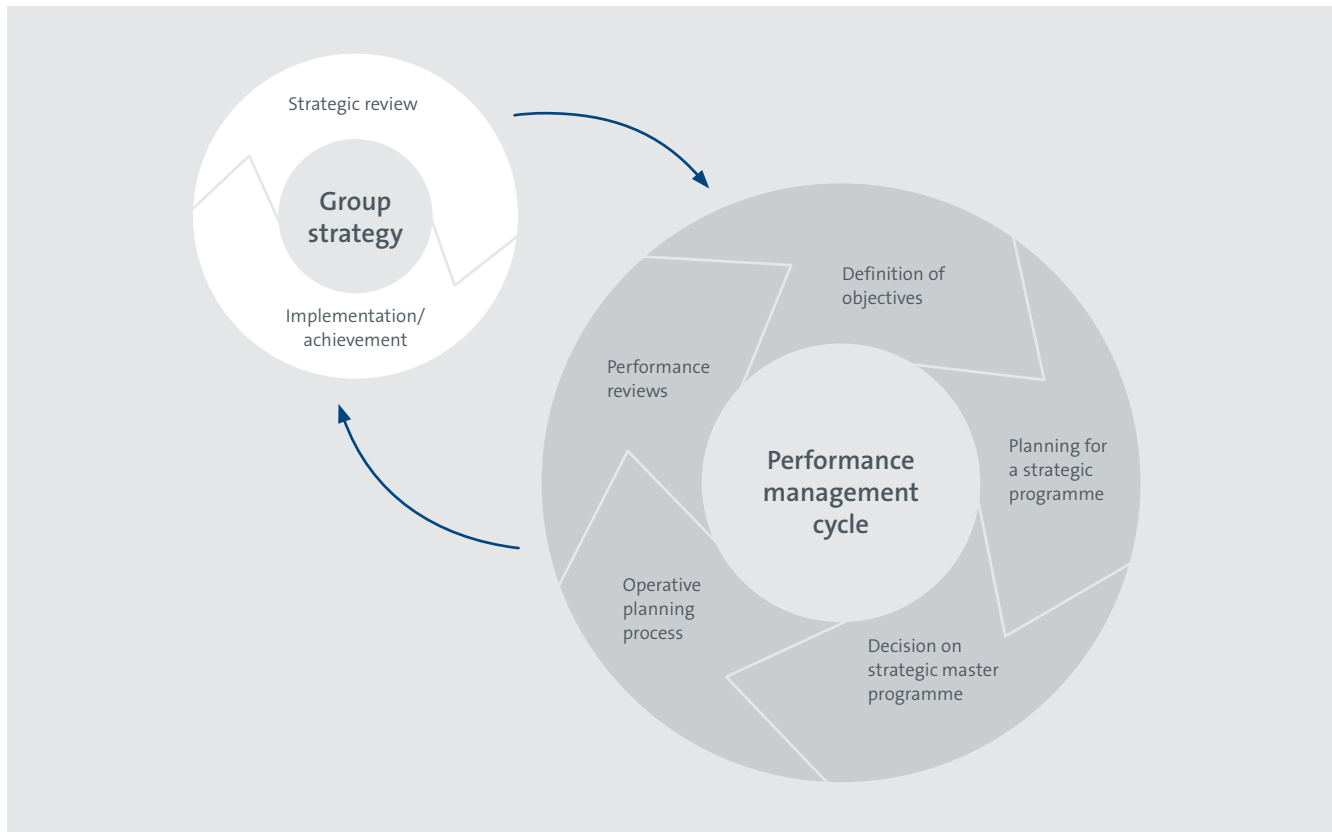 Strategic review
Group
strategy
Implementation/
achievement
Definition of
objectives
Performance
reviews
Planning for
a strategic
programme
Performance
management
cycle
Operative
planning
process
Decision on
strategic master
programme